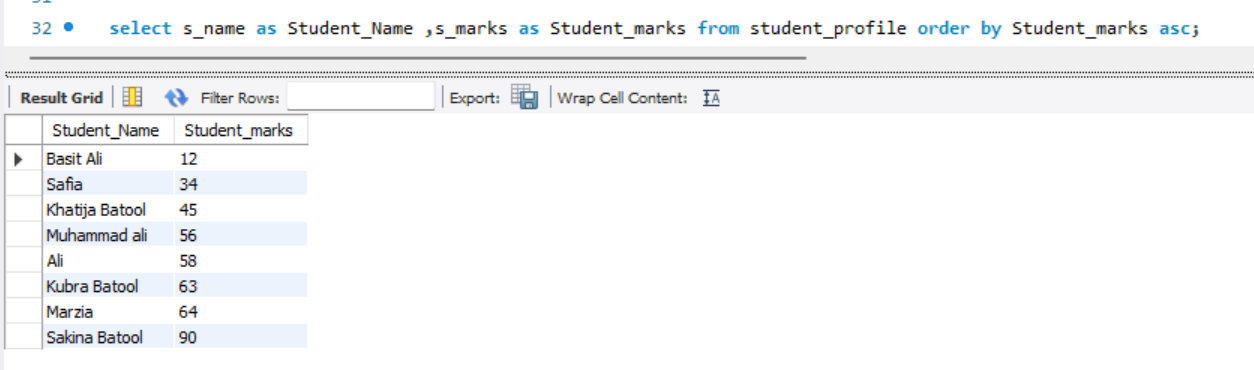 31
32 select s_name as Student_Name ,s_marks as Student_marks from student_profile order by Student_marks asc;
Result Grid Filter Rows: Export: Wrap Cell Content: IA
Student_Name Student_marks
Basit Ali 12
Safia 34
Khatija Batool 45
Muhammad ali 56
Ali 58
Kubra Batool 63
Marzia 64
Sakina Batool 90